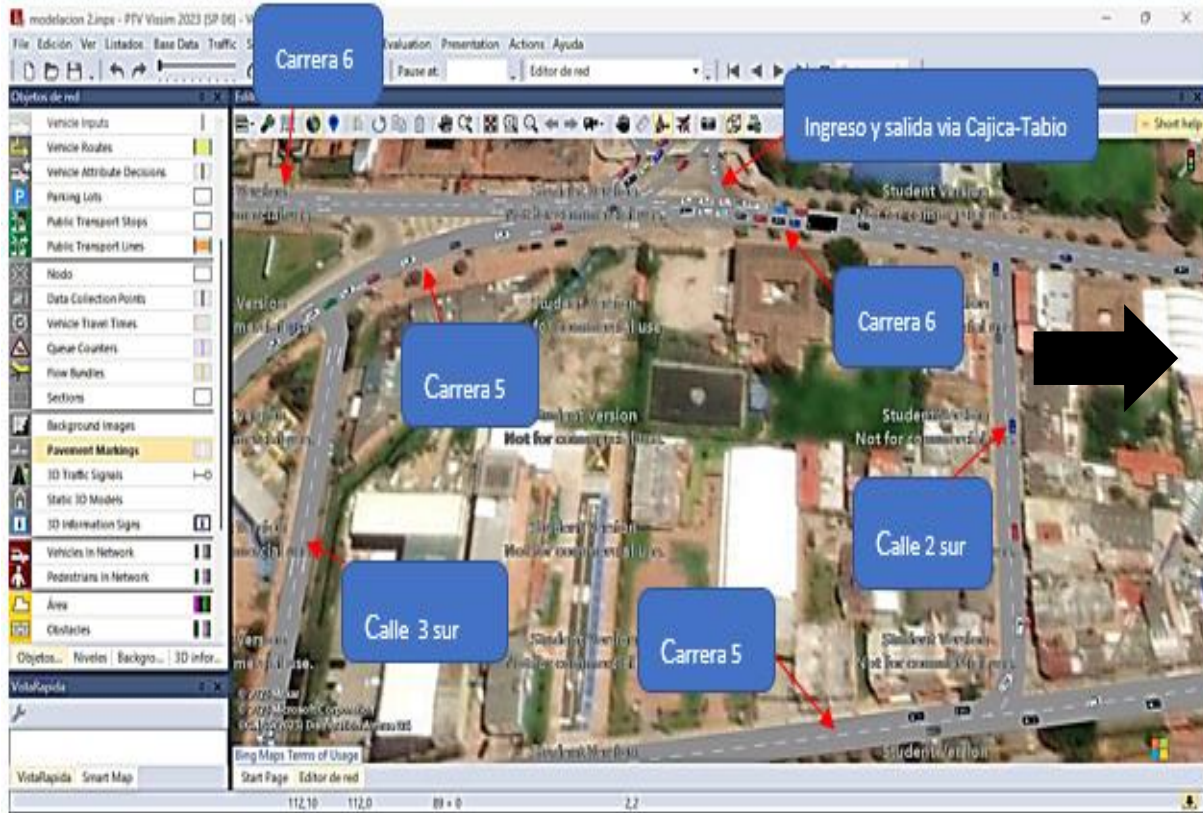 modelacion 2.inpx - PTV Vissim 2023 (SP 06) -
File Edición Ver Listados Base Data Traffic
Evaluation Presentation Actions Ayuda
Pause at:
Editor de red
Objetos de red
Vehicle Inputs
Vehicle Routes
Vehicle Attribute Decisions
Parking Lots
Public Transport Stops
Public Transport Lines
Nodo
Data Collection Points
Vehicle Travel Times
Queue Counters
Flow Bundles
Sections
Background Images
Pavement Markings
3D Traffic Signals
Static 3D Models
3D Information Signs
Vehicles In Network
Pedestrians In Network
Área
Obstacles
Objetos... Niveles Backgro... 3D infor...
VistaRapida
VistaRapida Smart Map
Short help
Carrera 6
Ingreso y salida via Cajica-Tabio
Student Version
Carrera 6
Carrera 5
Student Version
Not for commercial use.
Calle 2 sur
Calle 3 sur
Carrera 5
Student Version
Bing Maps Terms of Usage
Start Page Editor de red
112,10 112,0 89 + 0 2,2